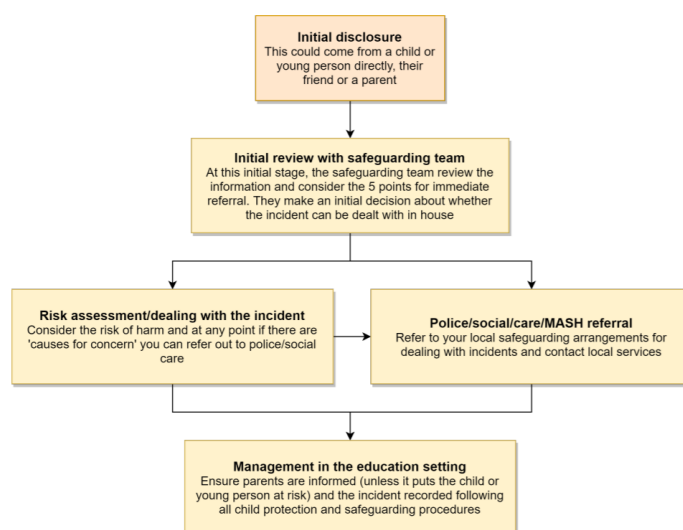 Initial disclosure
This could come from a child or
young person directly, their
friend or a parent
Initial review with safeguarding team
At this initial stage, the safeguarding team review the
information and consider the 5 points for immediate
referral. They make an initial decision about whether
the incident can be dealt with in house
Risk assessment/dealing with the incident
Consider the risk of harm and at any point if there are
'causes for concern' you can refer out to police/social
care
Police/social/care/MASH referral
Refer to your local safeguarding arrangements for
dealing with incidents and contact local services
Management in the education setting
Ensure parents are informed (unless it puts the child or
young person at risk) and the incident recorded following
all child protection and safeguarding procedures